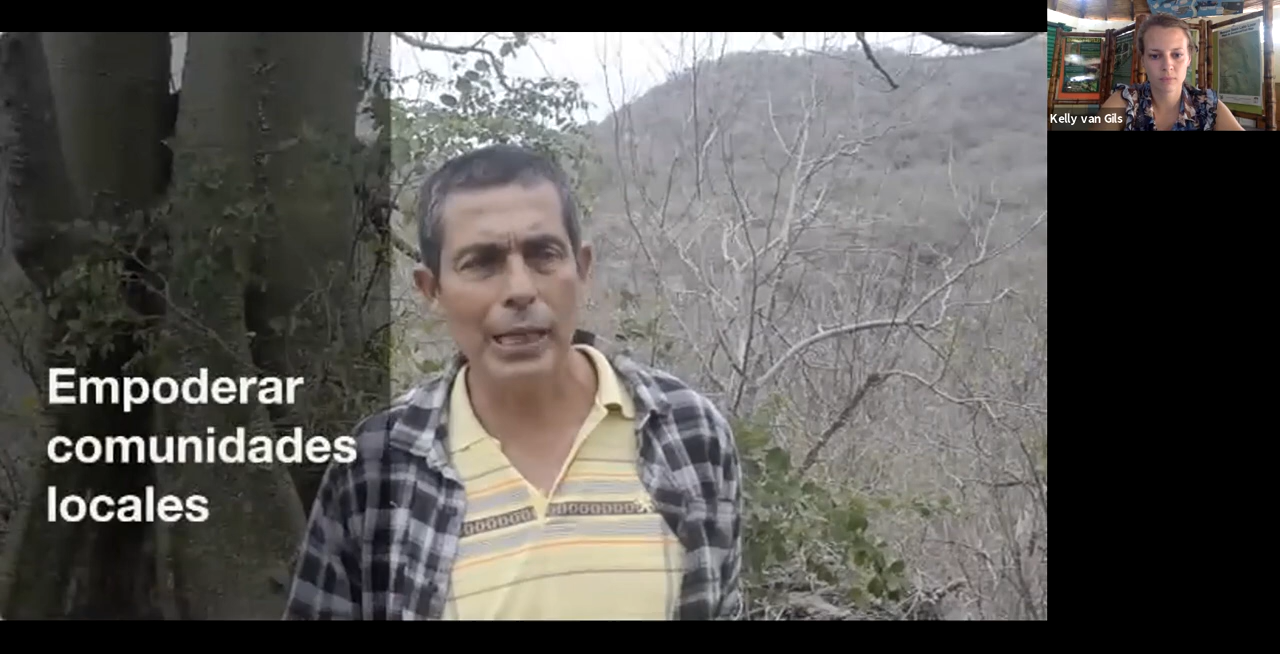 Empoderar
comunidades
locales
Kelly van Gils